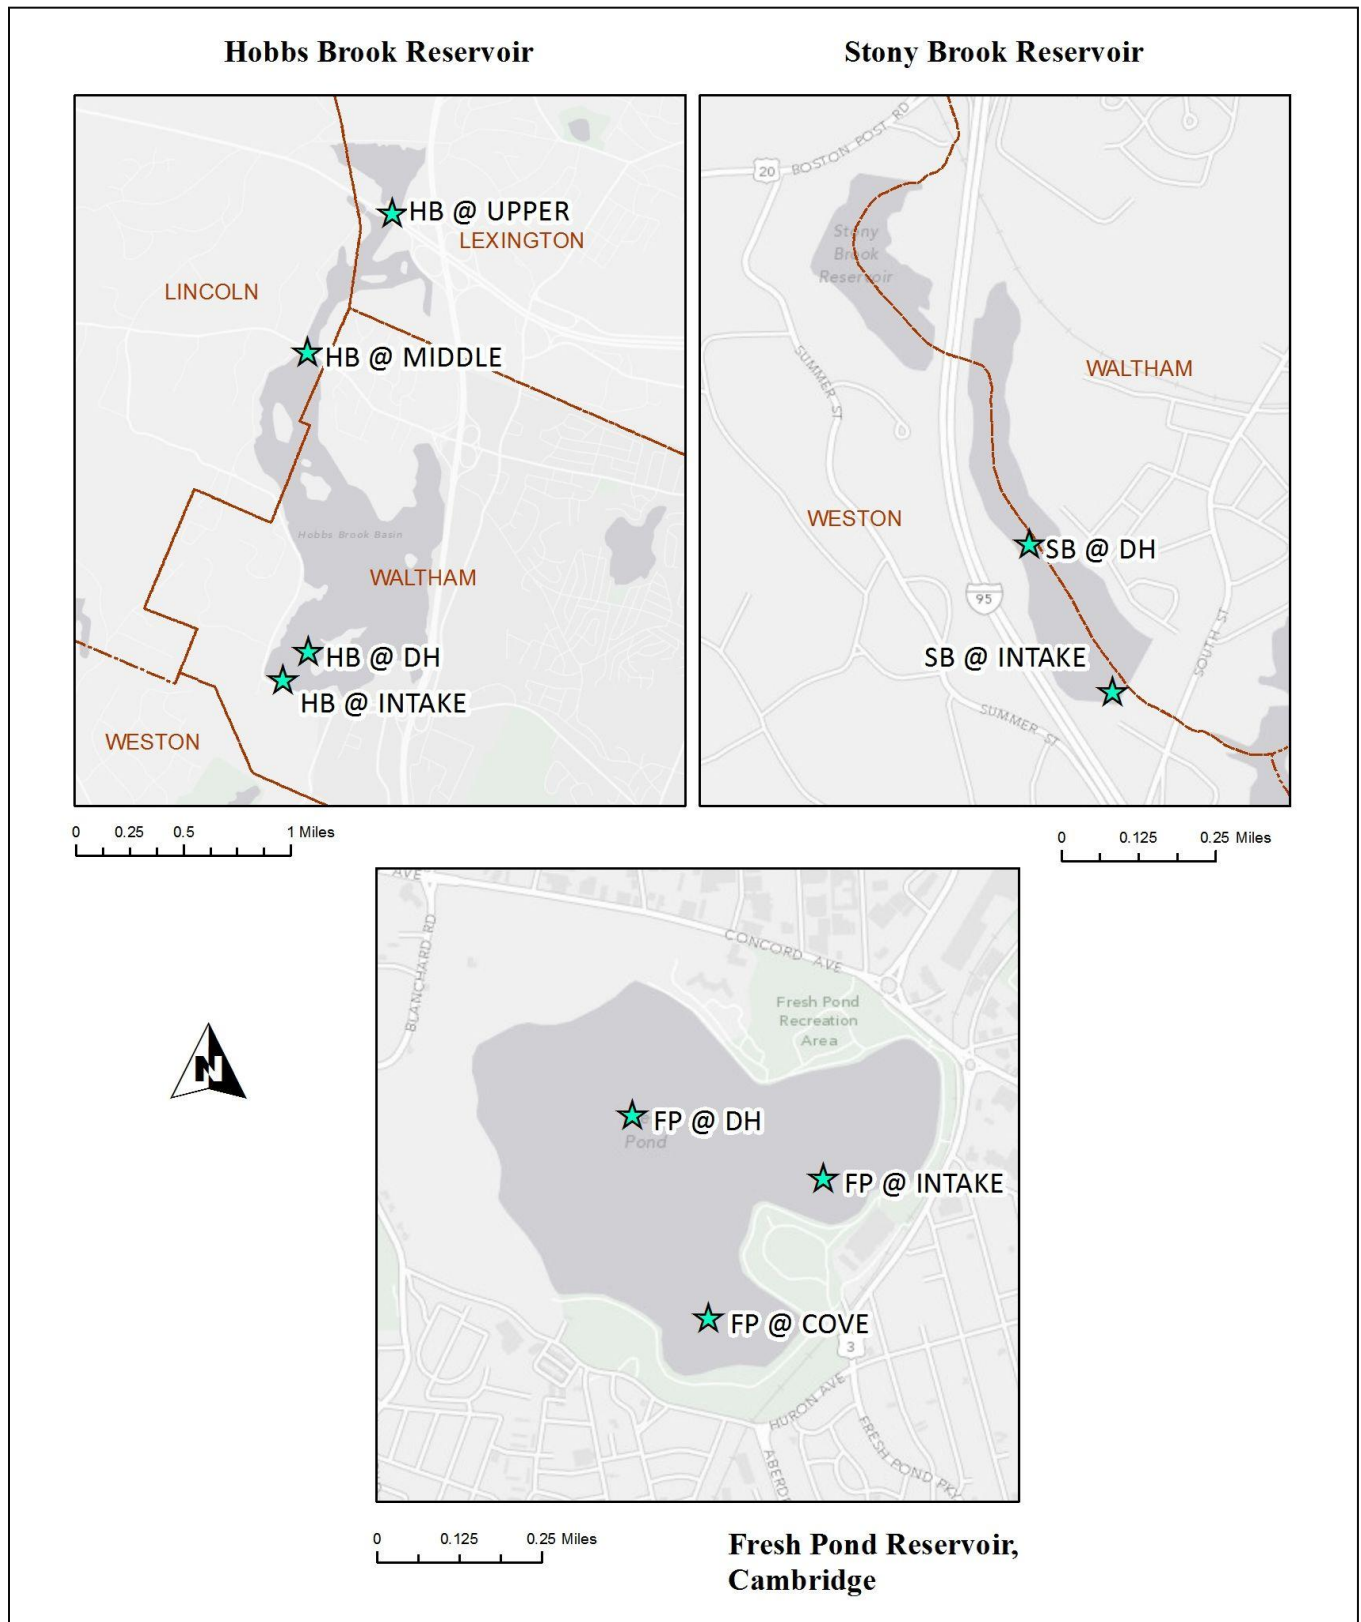 Hobbs Brook Reservoir
Stony Brook Reservoir
HB @ UPPER
LEXINGTON
LINCOLN
HB @ MIDDLE
Hobbs Brook Basin
WALTHAM
HB @ DH
HB @ INTAKE
WESTON
0 0.25 0.5 1 Miles
BOSTON POST RD
20
Stony
Brook
Reservoir
SUMMER ST
WALTHAM
WESTON
SB @ DH
95
SB @ INTAKE
SOUTH ST
SUMMER ST
0 0.125 0.25 Miles
AVE
BLANCHARD RD
CONCORD AVE
Fresh Pond
Recreation
Area
N
FP @ DH
Pond
FP @ INTAKE
FP @ COVE
3
HURON AVE
FRESH POND PKY
0 0.125 0.25 Miles
Fresh Pond Reservoir,
Cambridge